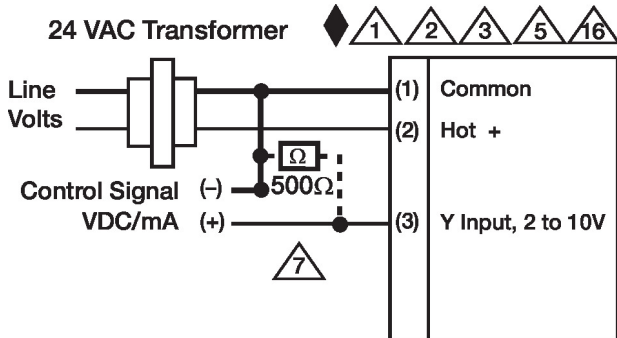 24 VAC Transformer 1 2 3 5 16
Line Volts
(1) Common
(2) Hot +
Ω
500Ω
Control Signal (–)
VDC/mA (+)
(3) Y Input, 2 to 10V
7